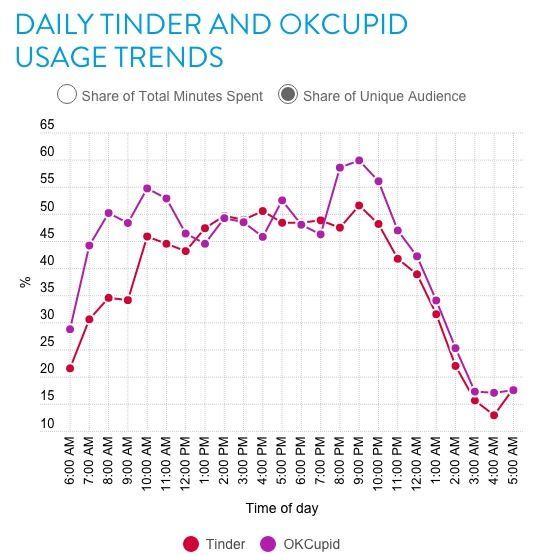 DAILY TINDER AND OKCUPID
USAGE TRENDS
Share of Total Minutes Spent Share of Unique Audience
65
60
55
50
45
40
35
30
25
20
15
10
%
6:00 AM
7:00 AM
8:00 AM
9:00 AM
10:00 AM
11:00 AM
12:00 PM
1:00 PM
2:00 PM
3:00 PM
4:00 PM
5:00 PM
6:00 PM
7:00 PM
8:00 PM
9:00 PM
10:00 PM
11:00 AM
12:00 AM
1:00 AM
2:00 AM
3:00 AM
4:00 AM
5:00 AM
Time of day
Tinder OKCupid